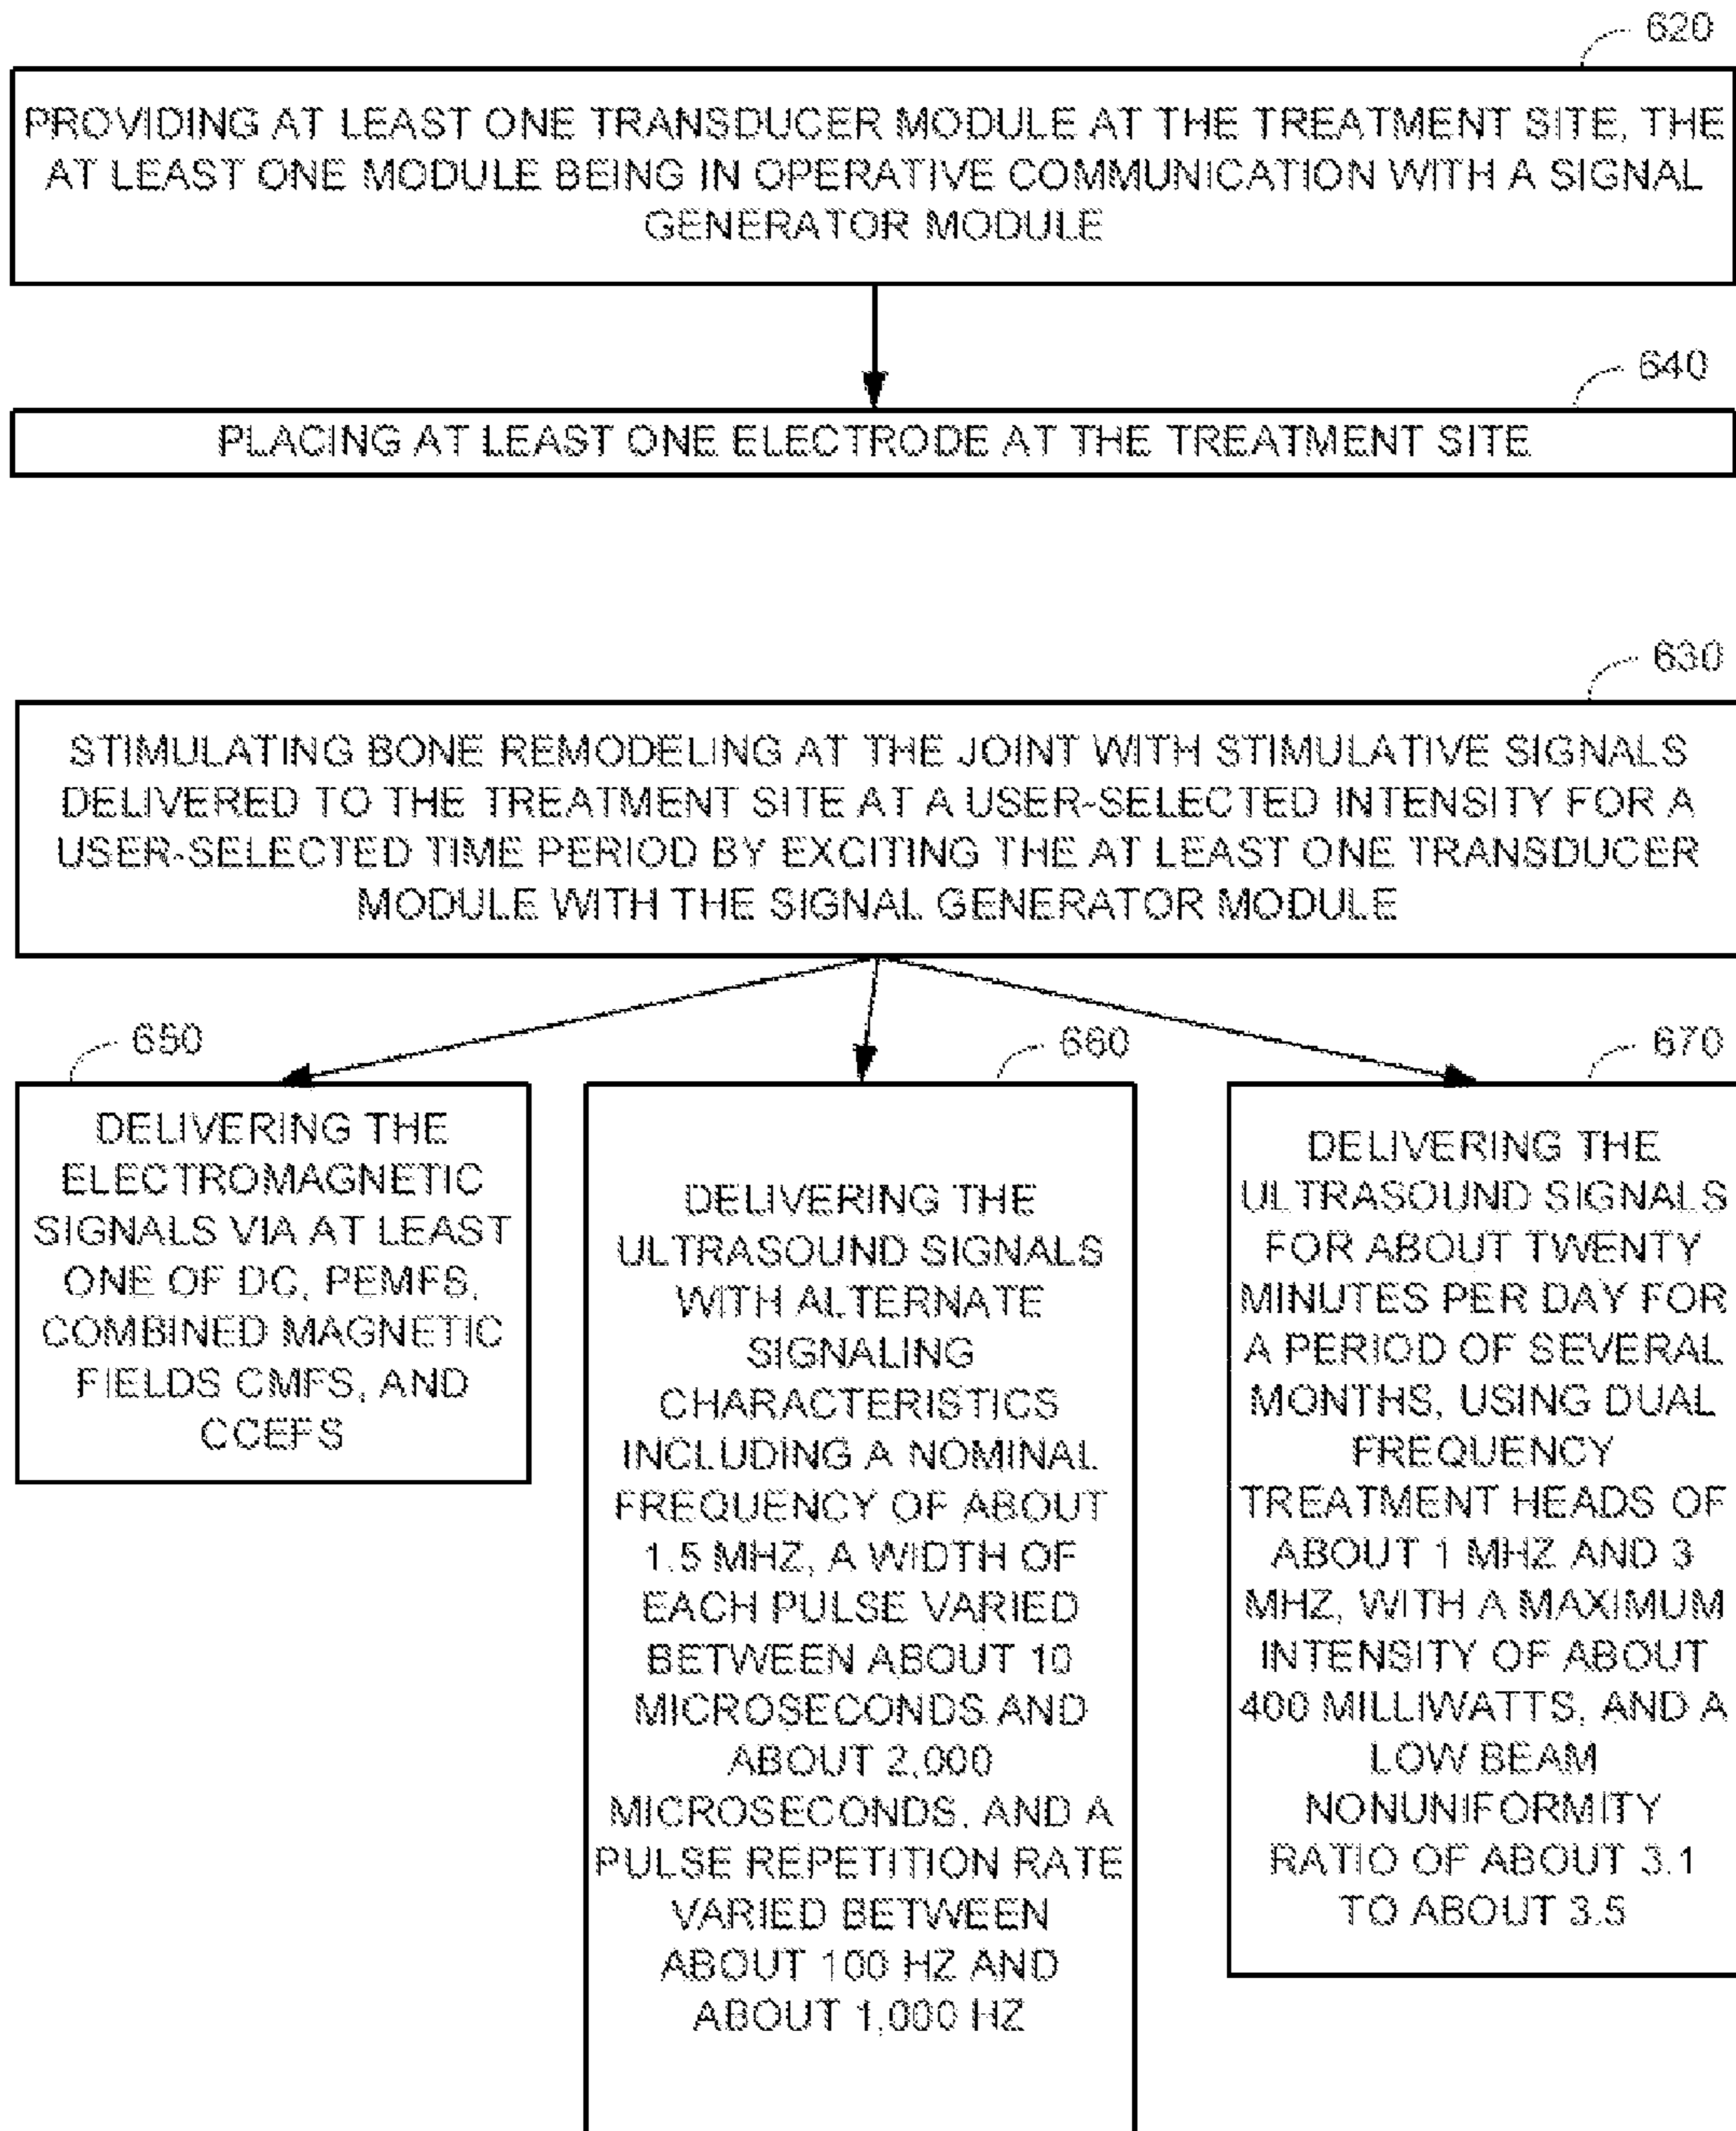 620
PROVIDING AT LEAST ONE TRANSDUCER MODULE AT THE TREATMENT SITE, THE
AT LEAST ONE MODULE BEING IN OPERATIVE COMMUNICATION WITH A SIGNAL
GENERATOR MODULE
640
PLACING AT LEAST ONE ELECTRODE AT THE TREATMENT SITE
630
STIMULATING BONE REMODELING AT THE JOINT WITH STIMULATIVE SIGNALS
DELIVERED TO THE TREATMENT SITE AT A USER-SELECTED INTENSITY FOR A
USER-SELECTED TIME PERIOD BY EXCITING THE AT LEAST ONE TRANSDUCER
MODULE WITH THE SIGNAL GENERATOR MODULE
650
DELIVERING THE
ELECTROMAGNETIC
SIGNALS VIA AT LEAST
ONE OF DC, PEMFS,
COMBINED MAGNETIC
FIELDS CMFS, AND
CCEFS
660
DELIVERING THE
ULTRASOUND SIGNALS
WITH ALTERNATE
SIGNALING
CHARACTERISTICS
INCLUDING A NOMINAL
FREQUENCY OF ABOUT
1.5 MHZ, A WIDTH OF
EACH PULSE VARIED
BETWEEN ABOUT 10
MICROSECONDS AND
ABOUT 2,000
MICROSECONDS, AND A
PULSE REPETITION RATE
VARIED BETWEEN
ABOUT 100 HZ AND
ABOUT 1,000 HZ
670
DELIVERING THE
ULTRASOUND SIGNALS
FOR ABOUT TWENTY
MINUTES PER DAY FOR
A PERIOD OF SEVERAL
MONTHS, USING DUAL
FREQUENCY
TREATMENT HEADS OF
ABOUT 1 MHZ AND 3
MHZ, WITH A MAXIMUM
INTENSITY OF ABOUT
400 MILLIWATTS, AND A
LOW BEAM
NONUNIFORMITY
RATIO OF ABOUT 3.1
TO ABOUT 3.5